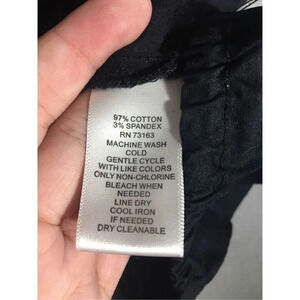 97% COTTON
3% SPANDEX
RN 73163
MACHINE WASH
COLD
GENTLE CYCLE
WITH LIKE COLORS
ONLY NON-CHLORINE
BLEACH WHEN
NEEDED
LINE DRY
COOL IRON
IF NEEDED
DRY CLEANABLE